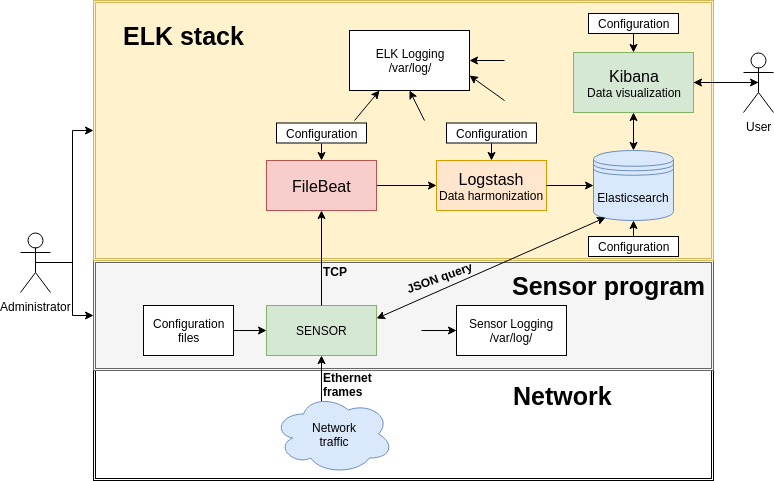 ELK stack
Configuration
ELK Logging
/var/log/
Kibana
Data visualization
User
Configuration
Configuration
FileBeat
Logstash
Data harmonization
Elasticsearch
Configuration
Administrator
TCP
JSON query
Sensor program
Configuration
files
SENSOR
Sensor Logging
/var/log/
Ethernet
frames
Network
Network
traffic